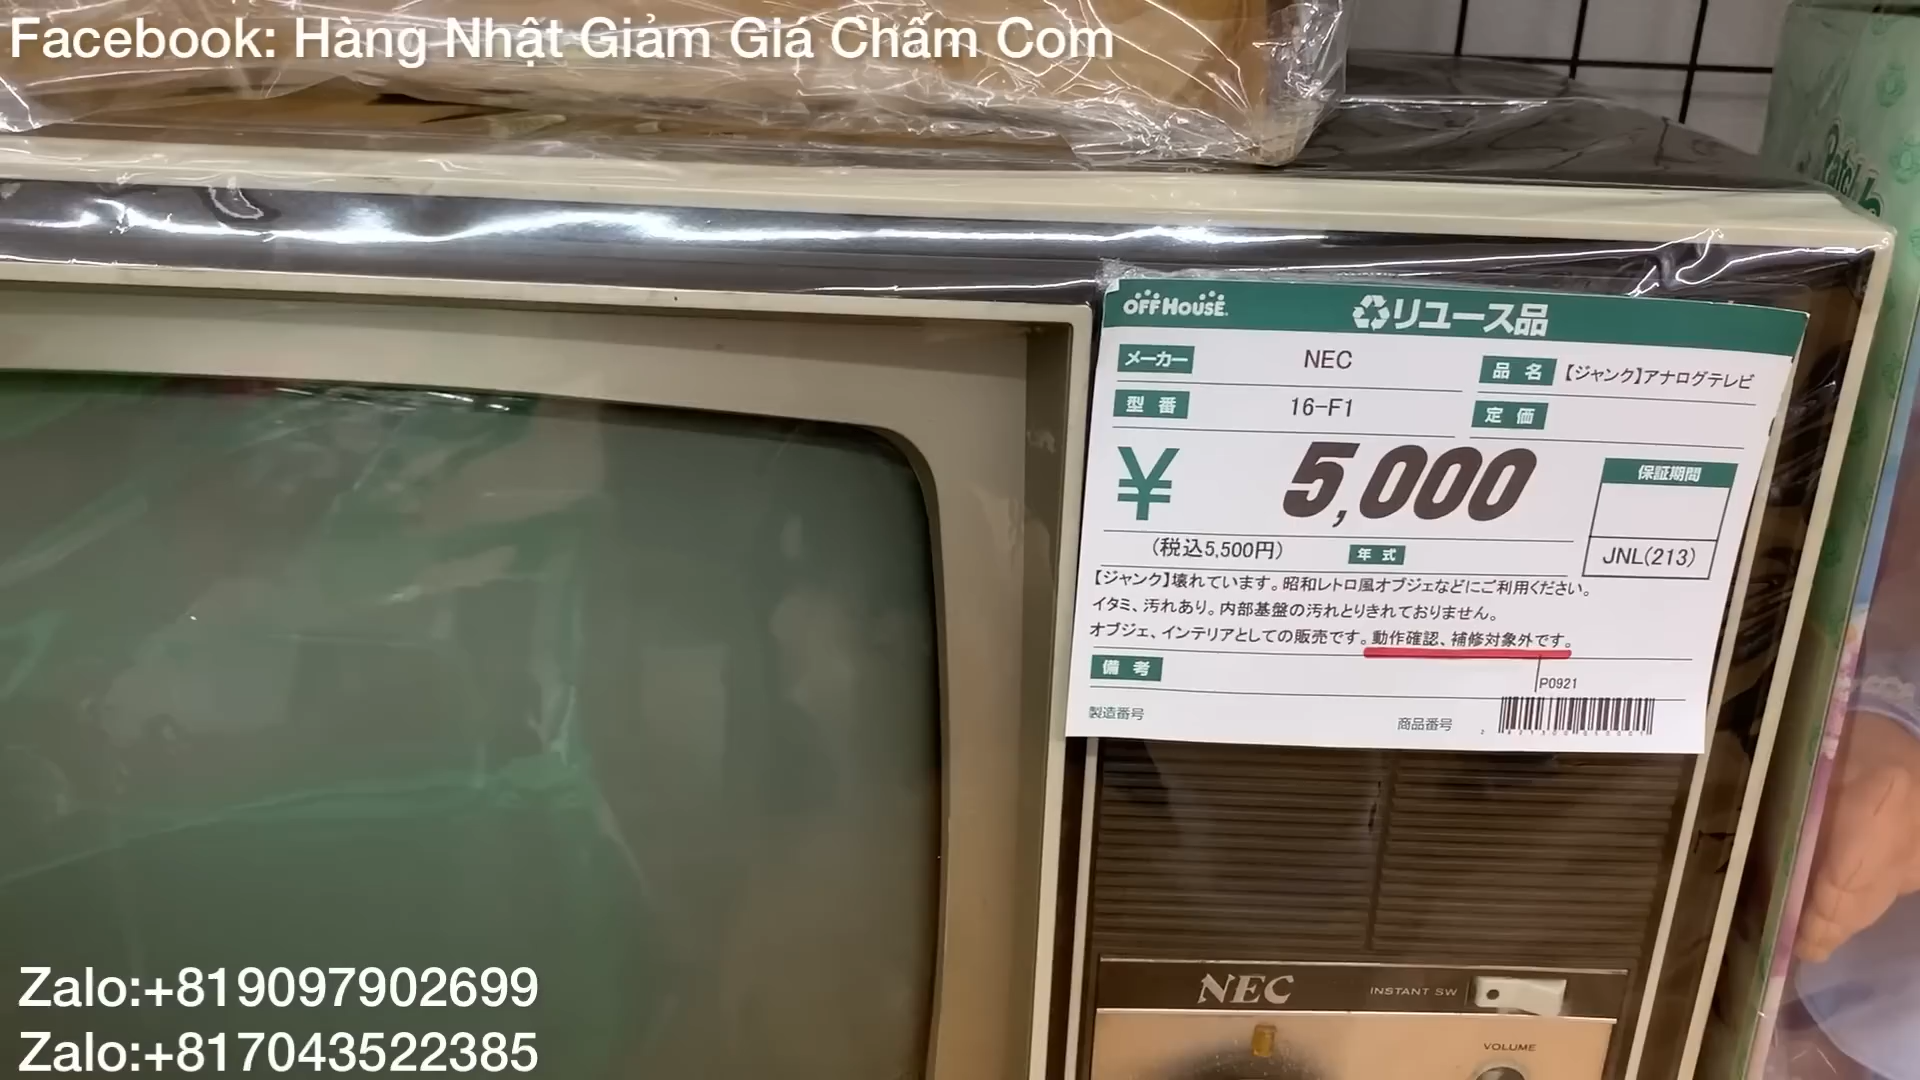 Facebook: Hàng Nhật Giảm Giá Chấm Com
OFF HOUSE.
リユース品
メーカー NEC
品名 【ジャンク】アナログテレビ
型番 16-F1
定価
¥ 5,000
保証期間
(税込5,500円)
年式
JNL(213)
【ジャンク】壊れています。昭和レトロ風オブジェなどにご利用ください。
イタミ、汚れあり。内部基盤の汚れとりきれておりません。
オブジェ、インテリアとしての販売です。動作確認、補修対象外です。
備考
P0921
製造番号
商品番号
NEC
INSTANT SW
VOLUME
Zalo:+819097902699
Zalo:+817043522385